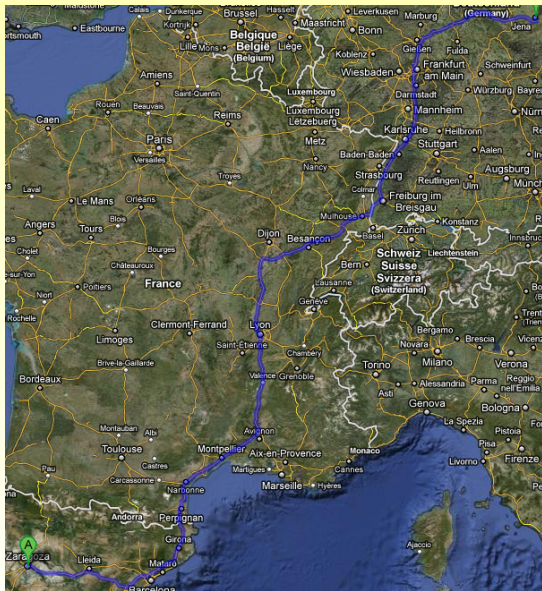 Calais
Dunkerque
Hasselt
Leverkusen
Marburg
(Germany)
Jena
Eastbourne
Kortrijk
Brussel
Maastricht
Bonn
Lille
Mons
Liège
Gießen
Fulda
België
Belgique
(Belgium)
Koblenz
Frankfurt
am Main
Schweinfurt
Amiens
Saint-Quentin
Wiesbaden
Luxembourg
Darmstadt
Würzburg
Rouen
Beauvais
Luxembourg
Lëtzebuerg
Mannheim
Caen
Reims
Karlsruhe
Heilbronn
Paris
Metz
Versailles
Baden-Baden
Stuttgart
Aalen
Nancy
Strasbourg
Augsburg
Laval
Troyes
Reutlingen
Ulm
Le Mans
Orléans
Colmar
Freiburg im
Breisgau
Angers
Blois
Mulhouse
Konstanz
Tours
Dijon
Basel
Zürich
Cholet
Bourges
Besançon
Bern
Schweiz
Suisse
Svizzera
(Switzerland)
Liechtenstein
Châteauroux
Poitiers
France
Lausanne
Niort
Genève
Rochelle
Clermont-Ferrand
Lyon
Bergamo
Limoges
Saint-Étienne
Chambéry
Novara
Brescia
Milano
Verona
Brive-la-Gaillarde
Valence
Grenoble
Torino
Bordeaux
Asti
Alessandria
Parma
Reggio
nell'Emilia
Genova
Bologna
Montauban
Albi
Avignon
La Spezia
Pistoia
Toulouse
Montpellier
Aix-en-Provence
Monaco
Pisa
Pau
Castres
Martigues
Cannes
Livorno
Firenze
Carcassonne
Narbonne
Marseille
Hyères
Andorra
Perpignan
Girona
Ajaccio
A
Zaragoza
Lleida
Mataró
Barcelona